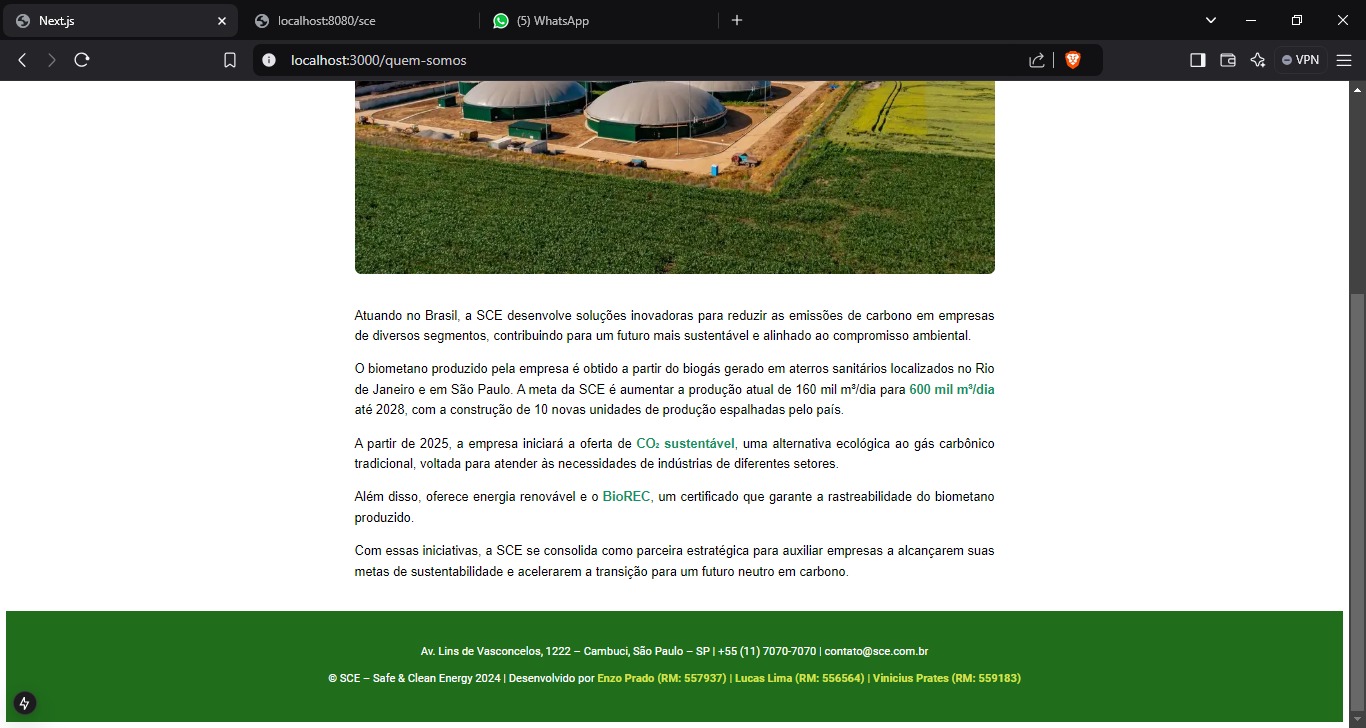 Next.js
localhost:8080/sce
(5) WhatsApp
localhost:3000/quem-somos
VPN
Atuando no Brasil, a SCE desenvolve soluções inovadoras para reduzir as emissões de carbono em empresas
de diversos segmentos, contribuindo para um futuro mais sustentável e alinhado ao compromisso ambiental.
O biometano produzido pela empresa é obtido a partir do biogás gerado em aterros sanitários localizados no Rio
de Janeiro e em São Paulo. A meta da SCE é aumentar a produção atual de 160 mil m³/dia para 600 mil m³/dia
até 2028, com a construção de 10 novas unidades de produção espalhadas pelo país.
A partir de 2025, a empresa iniciará a oferta de CO₂ sustentável, uma alternativa ecológica ao gás carbônico
tradicional, voltada para atender às necessidades de indústrias de diferentes setores.
Além disso, oferece energia renovável e o BioREC, um certificado que garante a rastreabilidade do biometano
produzido.
Com essas iniciativas, a SCE se consolida como parceira estratégica para auxiliar empresas a alcançarem suas
metas de sustentabilidade e acelerarem a transição para um futuro neutro em carbono.
Av. Lins de Vasconcelos, 1222 – Cambuci, São Paulo – SP | +55 (11) 7070-7070 | contato@sce.com.br
© SCE – Safe & Clean Energy 2024 | Desenvolvido por Enzo Prado (RM: 557937) | Lucas Lima (RM: 556564) | Vinicius Prates (RM: 559183)